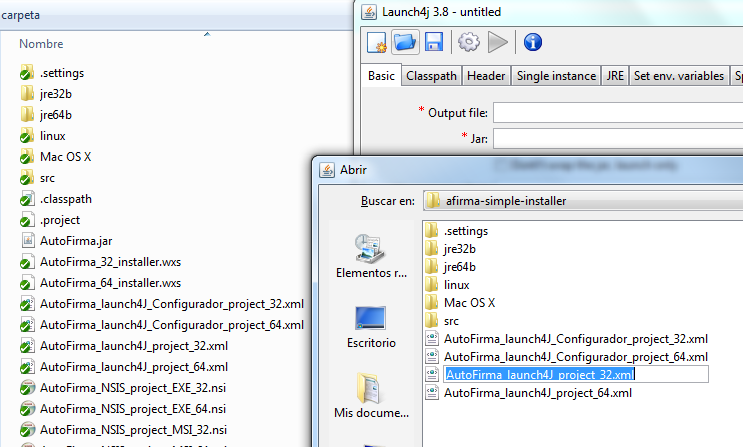 carpeta
Nombre
.settings
jre32b
jre64b
linux
Mac OS X
src
.classpath
.project
AutoFirma.jar
AutoFirma_32_installer.wxs
AutoFirma_64_installer.wxs
AutoFirma_launch4J_Configurador_project_32.xml
AutoFirma_launch4J_Configurador_project_64.xml
AutoFirma_launch4J_project_32.xml
AutoFirma_launch4J_project_64.xml
AutoFirma_NSIS_project_EXE_32.nsi
AutoFirma_NSIS_project_EXE_64.nsi
AutoFirma_NSIS_project_MSI_32.nsi
Launch4j 3.8 - untitled
Basic Classpath Header Single instance JRE Set env. variables Sp
* Output file:
* Jar:
Abrir
Buscar en: afirma-simple-installer
Elementos r...
Escritorio
Mis docume...
.settings
jre32b
jre64b
linux
Mac OS X
src
AutoFirma_launch4J_Configurador_project_32.xml
AutoFirma_launch4J_Configurador_project_64.xml
AutoFirma_launch4J_project_32.xml
AutoFirma_launch4J_project_64.xml